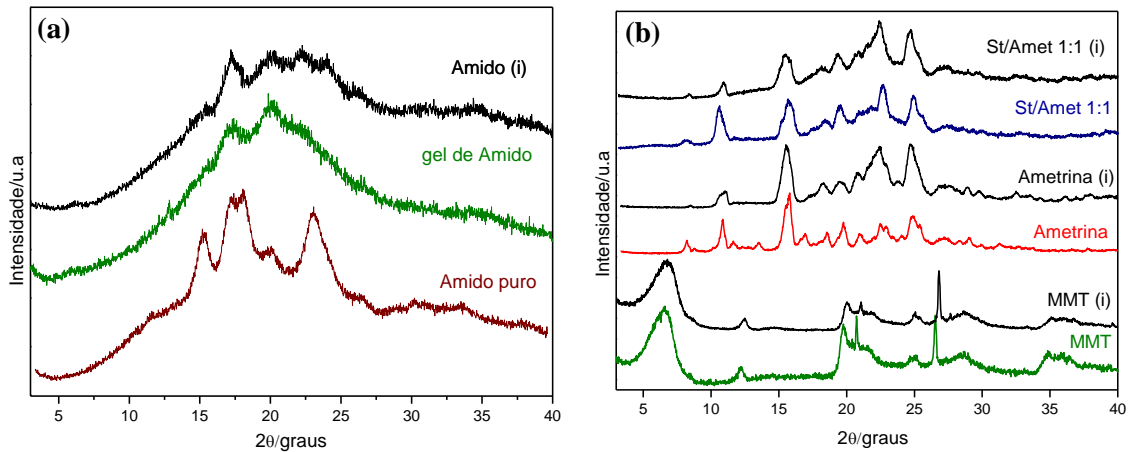 (a)
Amido (i)
gel de Amido
Amido puro
Intensidade/u.a
5 10 15 20 25 30 35 40
2θ/graus
(b)
St/Amet 1:1 (i)
St/Amet 1:1
Ametrina (i)
Ametrina
MMT (i)
MMT
Intensidade/u.a
5 10 15 20 25 30 35 40
2θ/graus